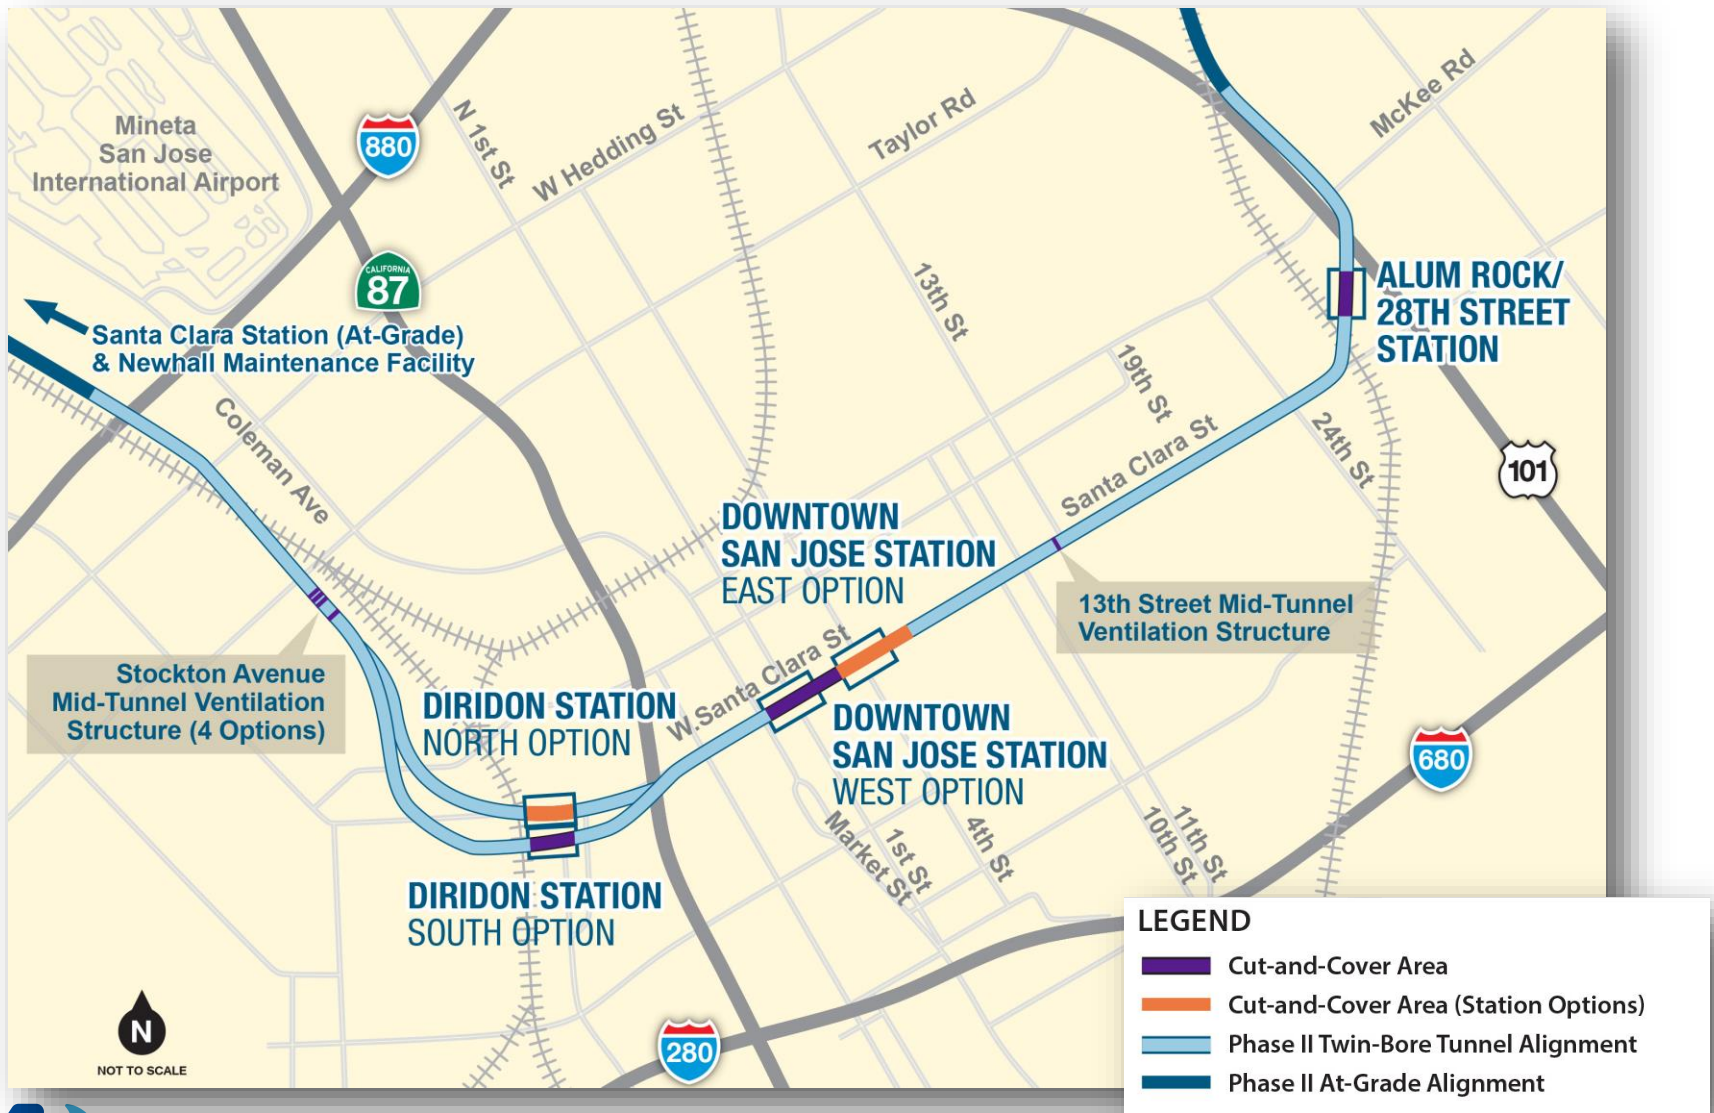 Mineta
San Jose
International Airport
880
N 1st St
W Hedding St
Taylor Rd
McKee Rd
CALIFORNIA
87
13th St
ALUM ROCK/
28TH STREET
STATION
Santa Clara Station (At-Grade)
& Newhall Maintenance Facility
Coleman Ave
19th St
Santa Clara St
24th St
101
DOWNTOWN
SAN JOSE STATION
EAST OPTION
13th Street Mid-Tunnel
Ventilation Structure
Stockton Avenue
Mid-Tunnel Ventilation
Structure (4 Options)
DIRIDON STATION
NORTH OPTION
W. Santa Clara St
DOWNTOWN
SAN JOSE STATION
WEST OPTION
680
Market St
1st St
4th St
10th St
11th St
DIRIDON STATION
SOUTH OPTION
N
NOT TO SCALE
280
LEGEND
Cut-and-Cover Area
Cut-and-Cover Area (Station Options)
Phase II Twin-Bore Tunnel Alignment
Phase II At-Grade Alignment